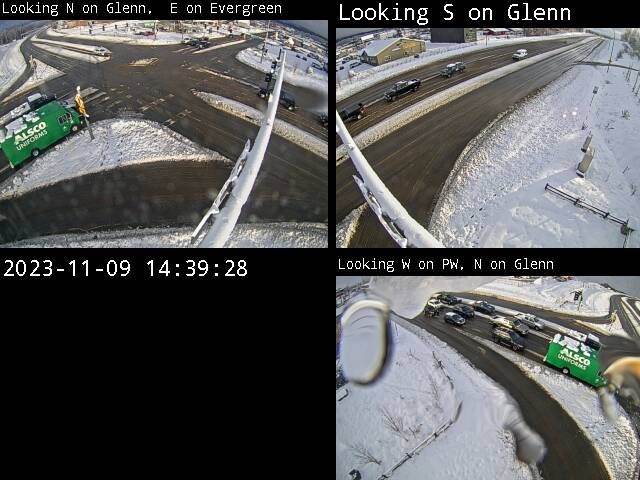 Looking N on Glenn, E on Evergreen
Looking S on Glenn
ALSCO
UNIFORMS
2023-11-09 14:39:28
Looking W on PW, N on Glenn
ALSCO
UNIFORMS